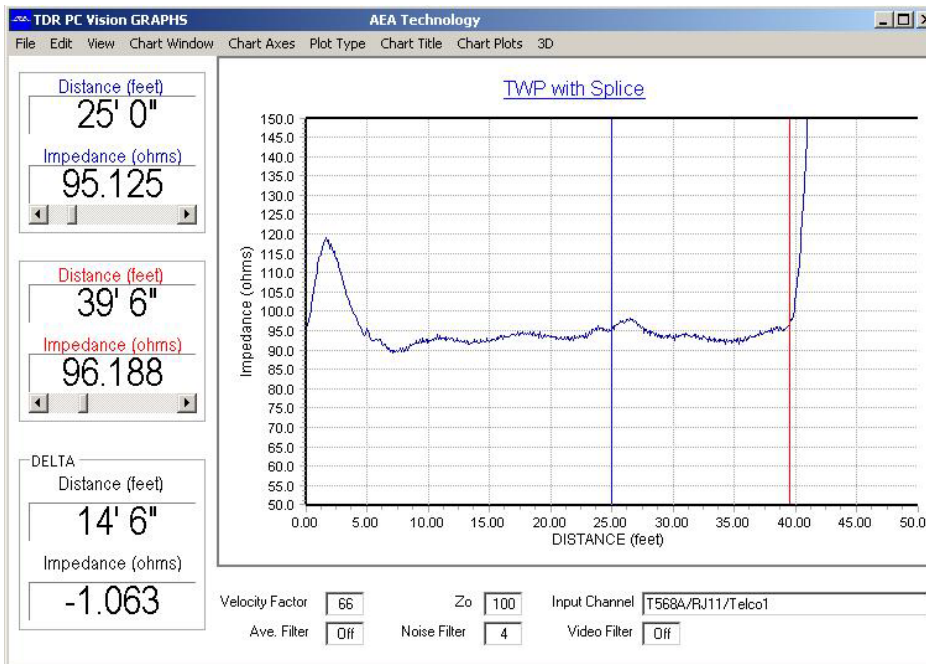 TDR PC Vision GRAPHS AEA Technology
File Edit View Chart Window Chart Axes Plot Type Chart Title Chart Plots 3D
Distance (feet)
25' 0"
Impedance (ohms)
95.125
Distance (feet)
39' 6"
Impedance (ohms)
96.188
DELTA
Distance (feet)
14' 6"
Impedance (ohms)
-1.063
TWP with Splice
Impedance (ohms)
150.0
145.0
140.0
135.0
130.0
125.0
120.0
115.0
110.0
105.0
100.0
95.0
90.0
85.0
80.0
75.0
70.0
65.0
60.0
55.0
50.0
0.00 5.00 10.00 15.00 20.00 25.00 30.00 35.00 40.00 45.00 50.0
DISTANCE (feet)
Velocity Factor 66 Zo 100 Input Channel T568A/RJ11/Telco1
Ave. Filter Off Noise Filter 4 Video Filter Off